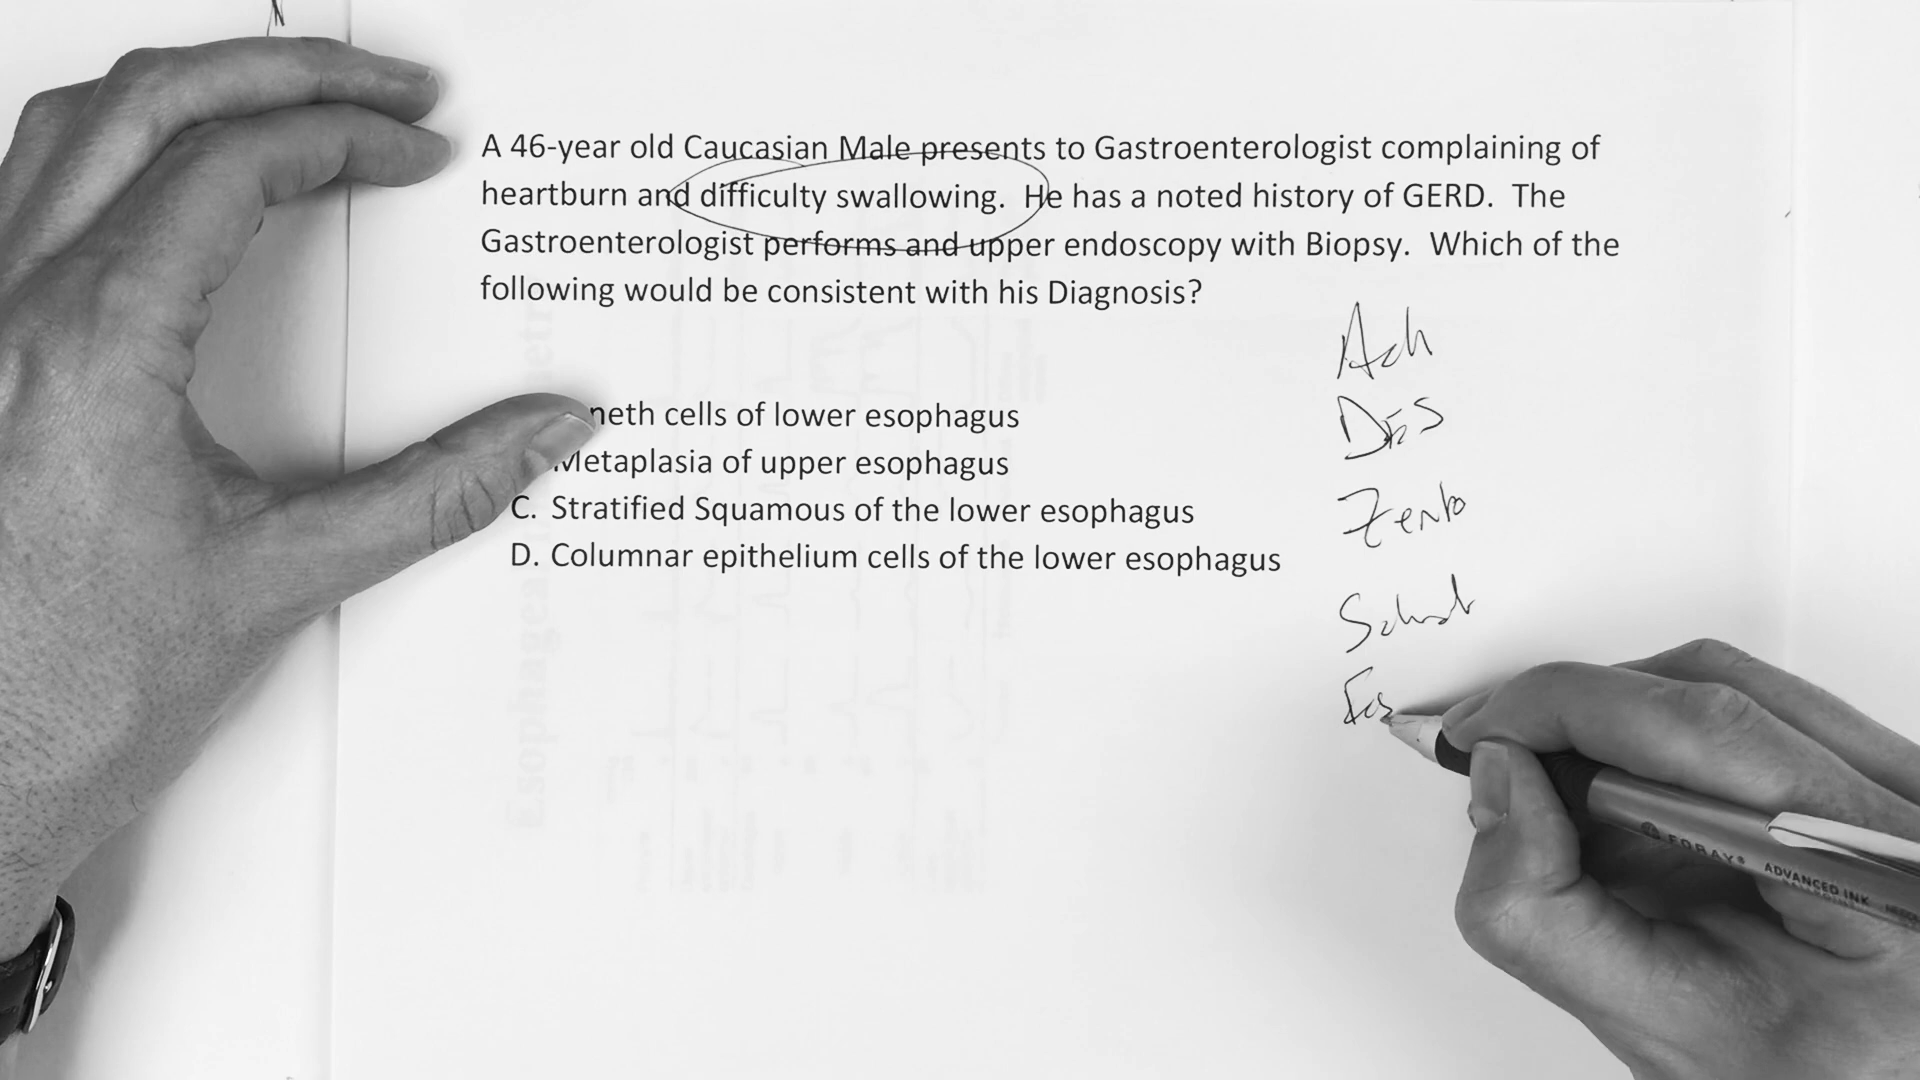 A 46-year old Caucasian Male presents to Gastroenterologist complaining of
heartburn and difficulty swallowing. He has a noted history of GERD. The
Gastroenterologist performs and upper endoscopy with Biopsy. Which of the
following would be consistent with his Diagnosis?
Ach
neth cells of lower esophagus
DES
Metaplasia of upper esophagus
C. Stratified Squamous of the lower esophagus
Zenk
D. Columnar epithelium cells of the lower esophagus
FORAY® ADVANCED INK